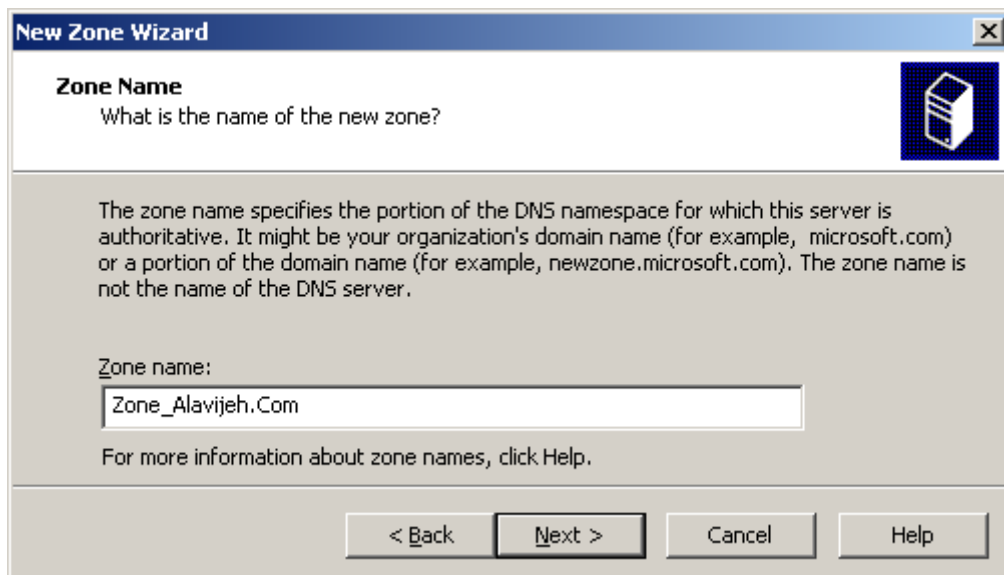 New Zone Wizard
Zone Name
What is the name of the new zone?
The zone name specifies the portion of the DNS namespace for which this server is
authoritative. It might be your organization's domain name (for example, microsoft.com)
or a portion of the domain name (for example, newzone.microsoft.com). The zone name is
not the name of the DNS server.
Zone name:
Zone_Alavijeh.Com
For more information about zone names, click Help.
< Back Next > Cancel Help